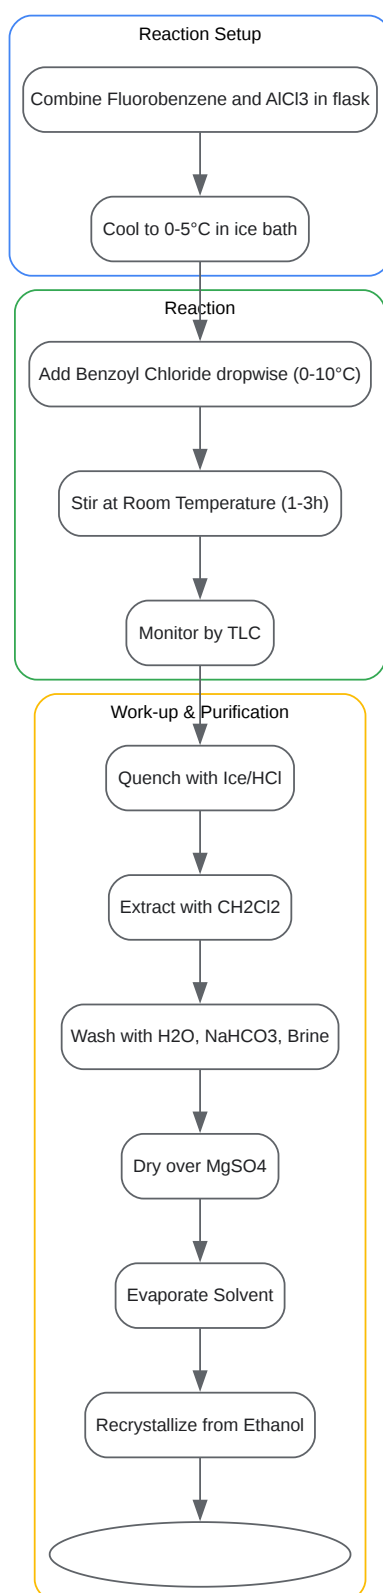 Reaction Setup
Combine Fluorobenzene and AlCl3 in flask
Cool to 0-5°C in ice bath
Reaction
Add Benzoyl Chloride dropwise (0-10°C)
Stir at Room Temperature (1-3h)
Monitor by TLC
Work-up & Purification
Quench with Ice/HCl
Extract with CH2Cl2
Wash with H2O, NaHCO3, Brine
Dry over MgSO4
Evaporate Solvent
Recrystallize from Ethanol